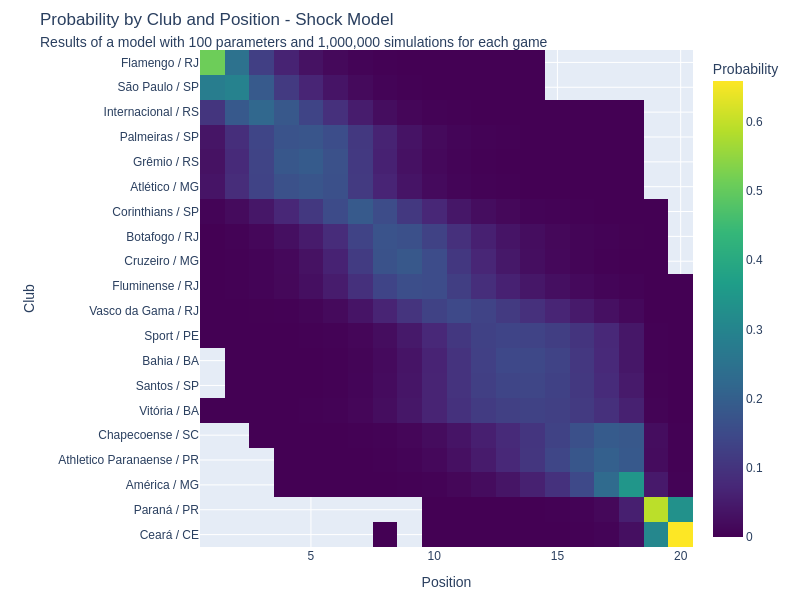 Probability by Club and Position - Shock Model
Results of a model with 100 parameters and 1,000,000 simulations for each game
Flamengo / RJ
São Paulo / SP
Internacional / RS
Palmeiras / SP
Grêmio / RS
Atlético / MG
Corinthians / SP
Botafogo / RJ
Cruzeiro / MG
Fluminense / RJ
Vasco da Gama / RJ
Sport / PE
Bahia / BA
Santos / SP
Vitória / BA
Chapecoense / SC
Athletico Paranaense / PR
América / MG
Paraná / PR
Ceará / CE
Club
5
10
15
20
Position
Probability
0.6
0.5
0.4
0.3
0.2
0.1
0